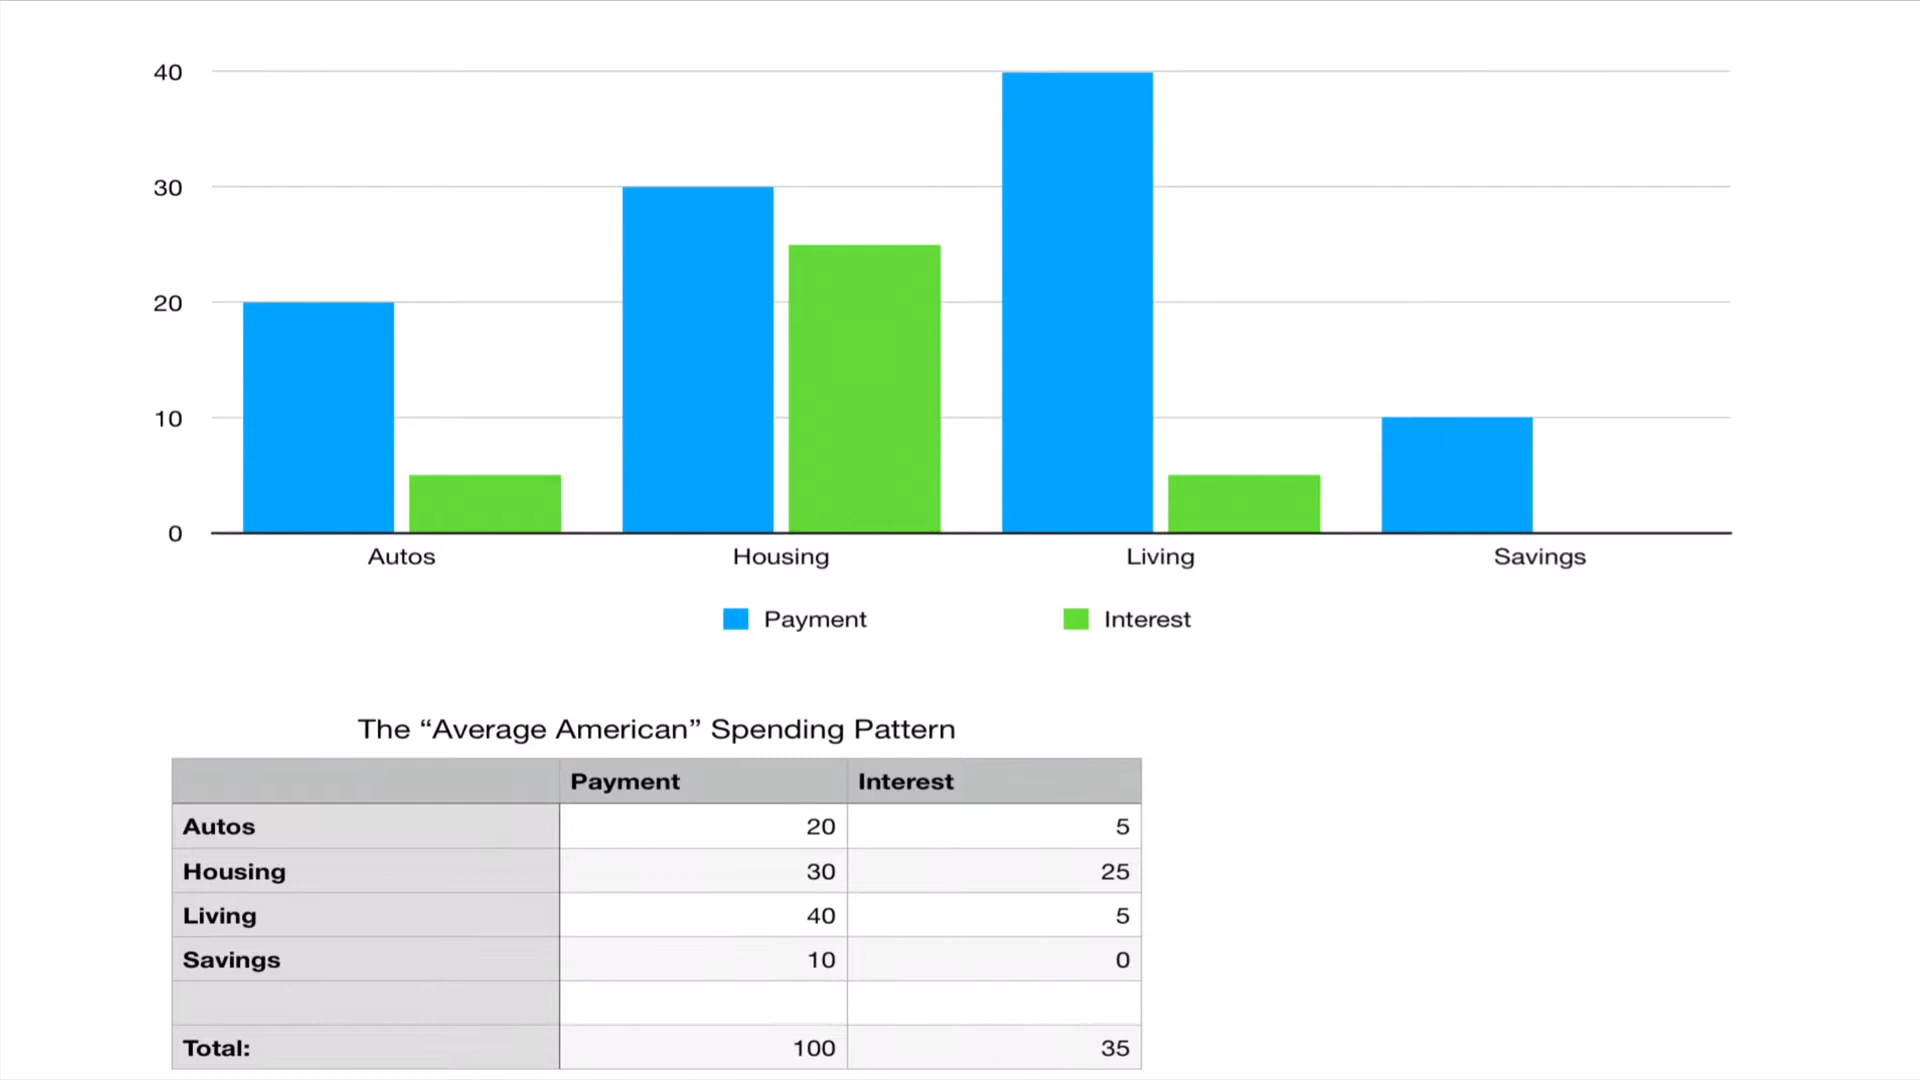 40
30
20
10
0
Autos Housing Living Savings
Payment Interest
The “Average American” Spending Pattern
Payment Interest
Autos 20 5
Housing 30 25
Living 40 5
Savings 10 0
Total: 100 35